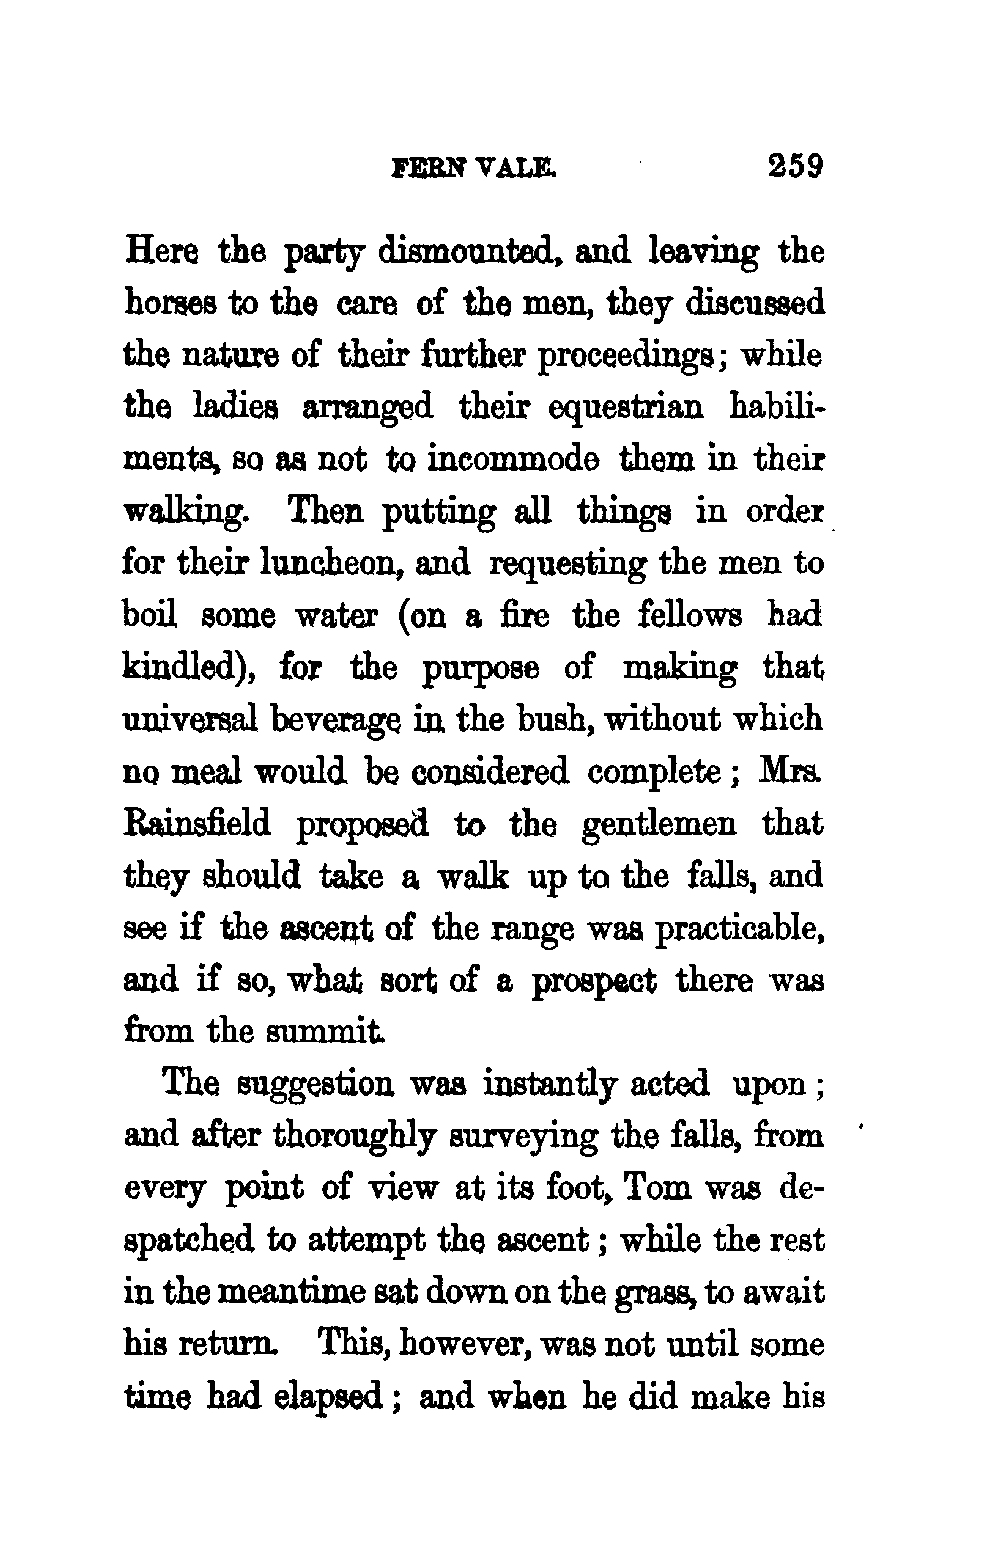 FERN VALE. 259
Here the party dismounted, and leaving the
horses to the care of the men, they discussed
the nature of their further proceedings; while
the ladies arranged their equestrian habili-
ments, so as not to incommode them in their
walking. Then putting all things in order
for their luncheon, and requesting the men to
boil some water (on a fire the fellows had
kindled), for the purpose of making that
universal beverage in the bush, without which
no meal would be considered complete; Mrs.
Rainsfield proposed to the gentlemen that
they should take a walk up to the falls, and
see if the ascent of the range was practicable,
and if so, what sort of a prospect there was
from the summit.
The suggestion was instantly acted upon;
and after thoroughly surveying the falls, from
every point of view at its foot, Tom was de-
spatched to attempt the ascent; while the rest
in the meantime sat down on the grass, to await
his return. This, however, was not until some
time had elapsed; and when he did make his